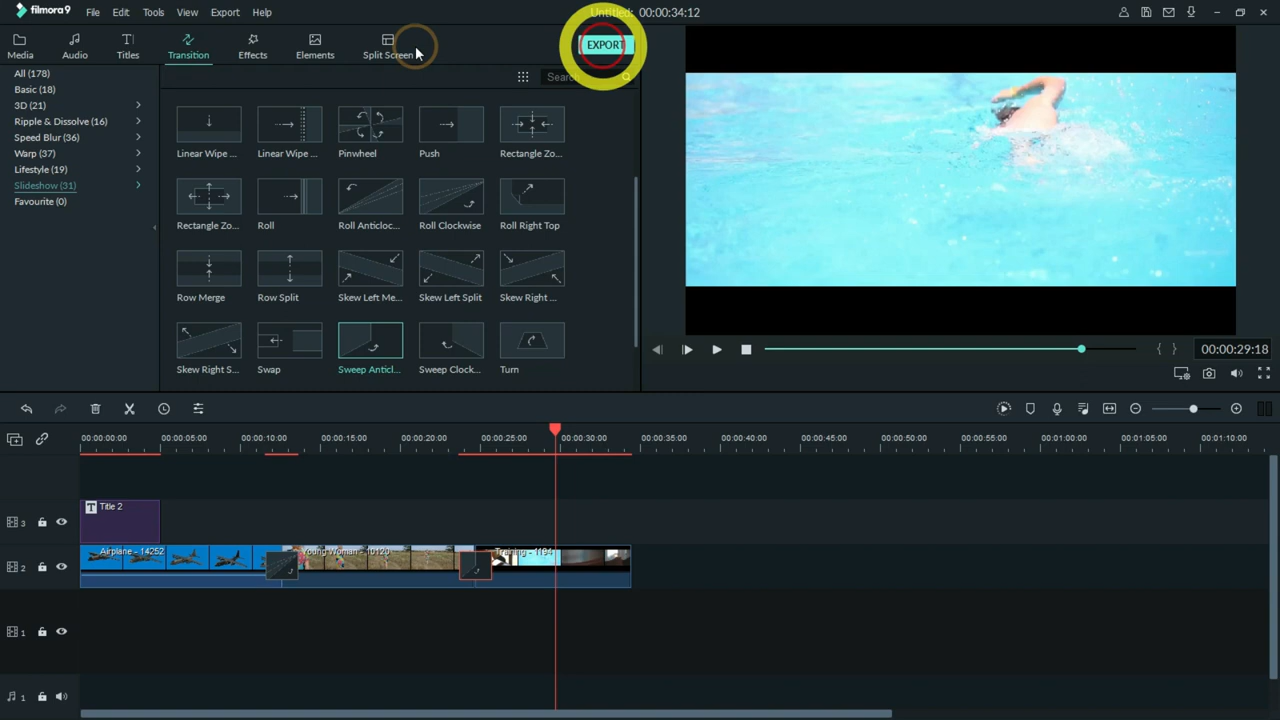 filmora9 File Edit Tools View Export Help Untitled: 00:00:34:12
Media Audio Titles Transition Effects Elements Split Screen EXPORT
All (178)
Basic (18)
3D (21)
Ripple & Dissolve (16)
Speed Blur (36)
Warp (37)
Lifestyle (19)
Slideshow (31)
Favourite (0)
Search
Linear Wipe ... Linear Wipe ... Pinwheel Push Rectangle Zo...
Rectangle Zo... Roll Roll Anticloc... Roll Clockwise Roll Right Top
Row Merge Row Split Skew Left Me... Skew Left Split Skew Right ...
Skew Right S... Swap Sweep Anticl... Sweep Clock... Turn
00:00:29:18
00:00:00:00 00:00:05:00 00:00:10:00 00:00:15:00 00:00:20:00 00:00:25:00 00:00:30:00 00:00:35:00 00:00:40:00 00:00:45:00 00:00:50:00 00:00:55:00 00:01:00:00 00:01:05:00 00:01:10:00
3 T Title 2
2 Airplane - 14252 Young Woman - 10120 Training - 1194
1
1